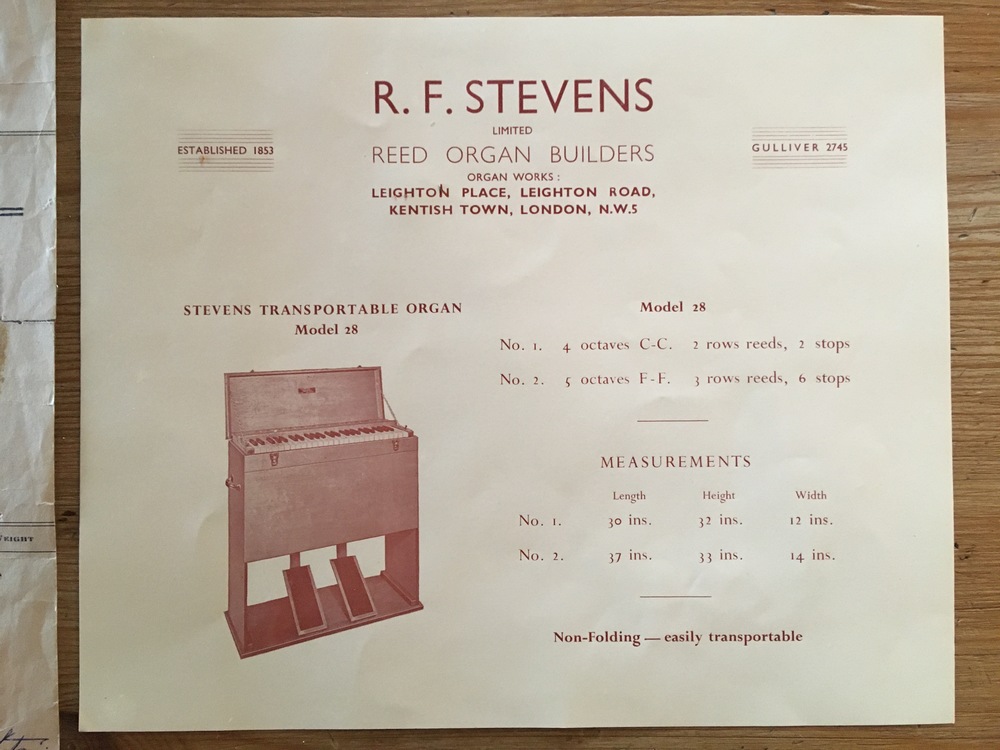 R. F. STEVENS
LIMITED
REED ORGAN BUILDERS
ORGAN WORKS:
LEIGHTON PLACE, LEIGHTON ROAD,
KENTISH TOWN, LONDON, N.W.5
ESTABLISHED 1853
GULLIVER 2745
STEVENS TRANSPORTABLE ORGAN
Model 28
Model 28
No. 1. 4 octaves C-C. 2 rows reeds, 2 stops
No. 2. 5 octaves F-F. 3 rows reeds, 6 stops
MEASUREMENTS
Length Height Width
No. 1. 30 ins. 32 ins. 12 ins.
No. 2. 37 ins. 33 ins. 14 ins.
Non-Folding — easily transportable